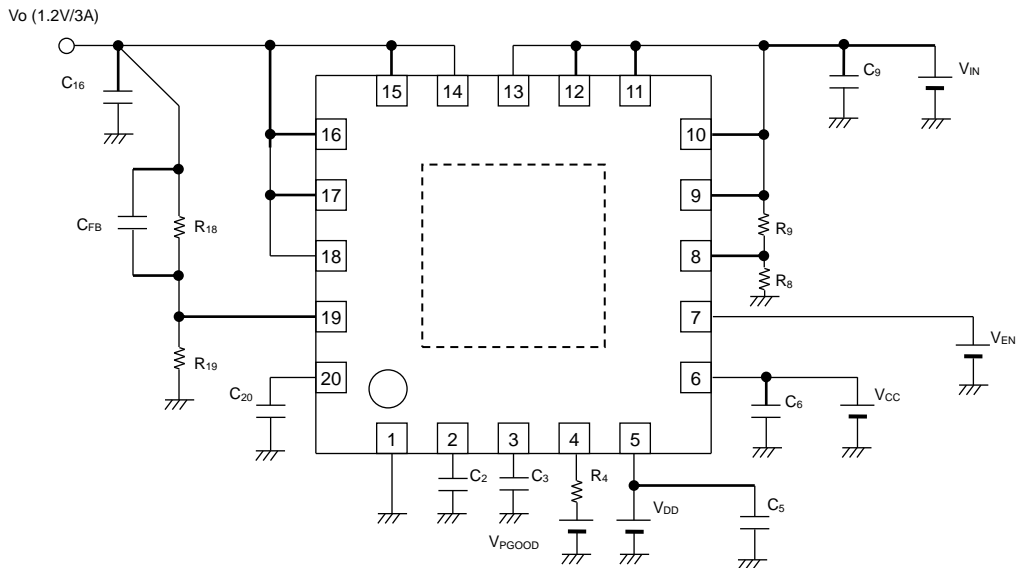 Vo (1.2V/3A)
C16
C9
VIN
15
14
13
12
11
16
10
17
9
CFB
R18
R9
18
8
R8
19
7
VEN
R19
20
6
C20
C6
VCC
1
2
3
4
5
C2
C3
R4
VDD
C5
VPGOOD